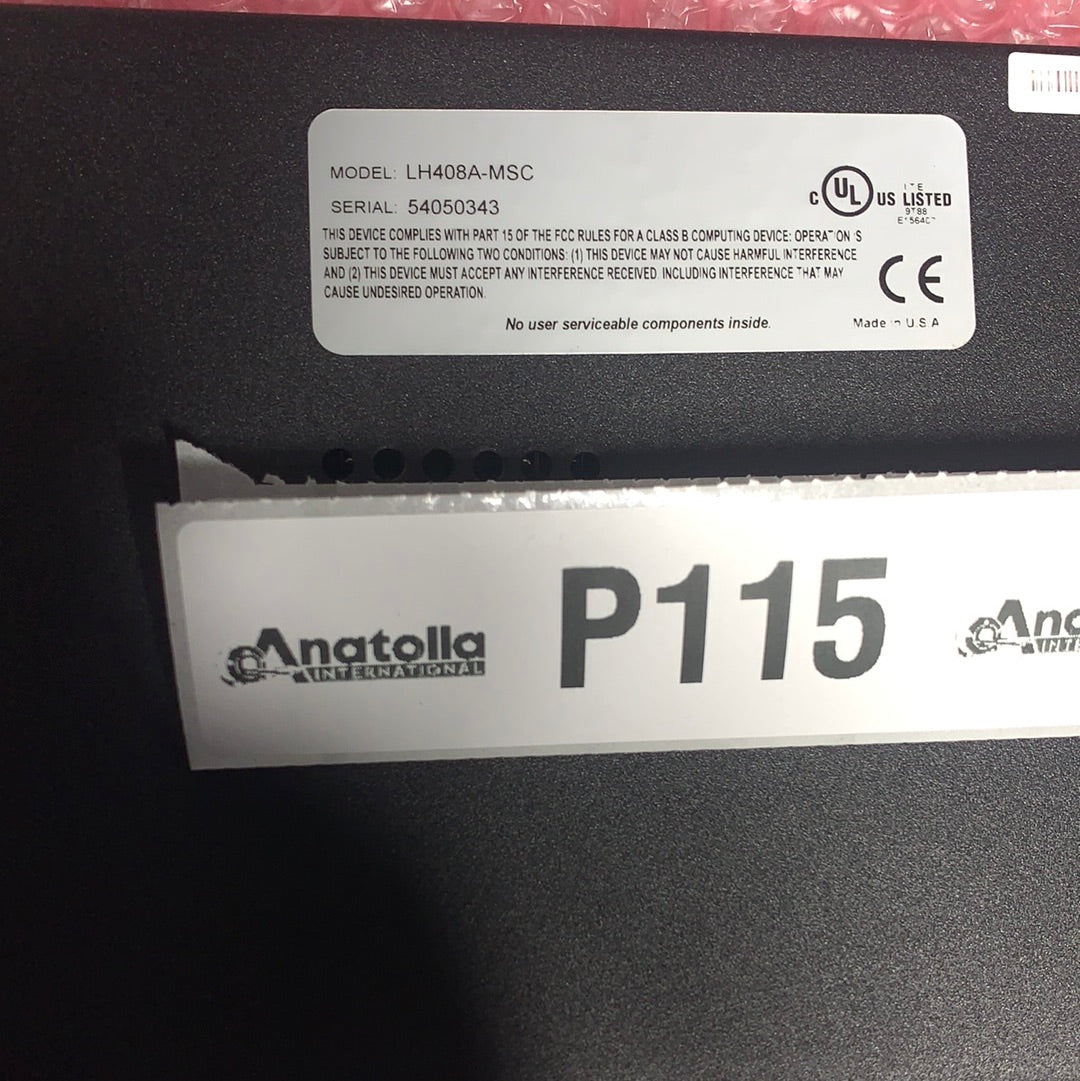 MODEL: LH408A-MSC
SERIAL: 54050343
C UL US LISTED
ITE
9T88
THIS DEVICE COMPLIES WITH PART 15 OF THE FCC RULES FOR A CLASS B COMPUTING DEVICE: OPERATION IS
SUBJECT TO THE FOLLOWING TWO CONDITIONS: (1) THIS DEVICE MAY NOT CAUSE HARMFUL INTERFERENCE
AND (2) THIS DEVICE MUST ACCEPT ANY INTERFERENCE RECEIVED, INCLUDING INTERFERENCE THAT MAY
CAUSE UNDESIRED OPERATION.
CE
No user serviceable components inside.
Made in U.S.A
Anatolla
INTERNATIONAL
P115